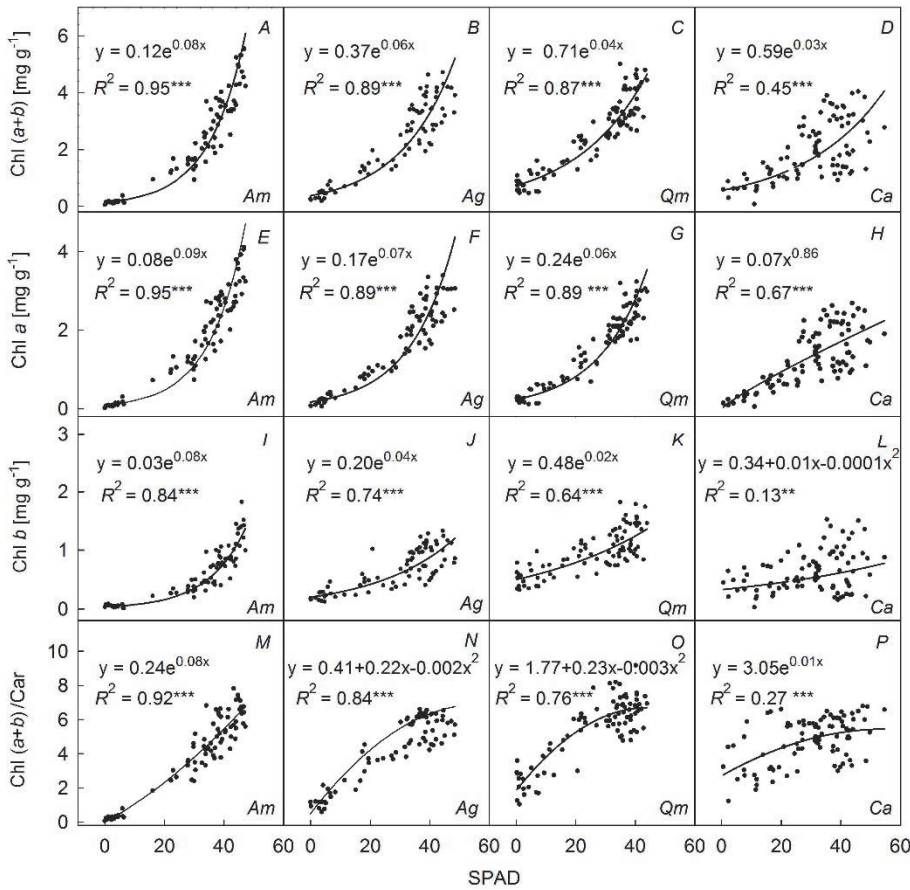 Chl (a+b) [mg g-1]
6
4
2
0
A
y = 0.12e^0.08x
R^2 = 0.95***
Am
B
y = 0.37e^0.06x
R^2 = 0.89***
Ag
C
y = 0.71e^0.04x
R^2 = 0.87***
Qm
D
y = 0.59e^0.03x
R^2 = 0.45***
Ca
Chl a [mg g-1]
4
2
0
E
y = 0.08e^0.09x
R^2 = 0.95***
Am
F
y = 0.17e^0.07x
R^2 = 0.89***
Ag
G
y = 0.24e^0.06x
R^2 = 0.89 ***
Qm
H
y = 0.07x^0.86
R^2 = 0.67***
Ca
Chl b [mg g-1]
3
2
1
0
I
y = 0.03e^0.08x
R^2 = 0.84***
Am
J
y = 0.20e^0.04x
R^2 = 0.74***
Ag
K
y = 0.48e^0.02x
R^2 = 0.64***
Qm
L
y = 0.34+0.01x-0.0001x^2
R^2 = 0.13**
Ca
Chl (a+b)/Car
10
8
6
4
2
0
M
y = 0.24e^0.08x
R^2 = 0.92***
Am
N
y = 0.41+0.22x-0.002x^2
R^2 = 0.84***
Ag
O
y = 1.77+0.23x-0.003x^2
R^2 = 0.76***
Qm
P
y = 3.05e^0.01x
R^2 = 0.27 ***
Ca
0 20 40 60 0 20 40 60 0 20 40 60 0 20 40 60
SPAD